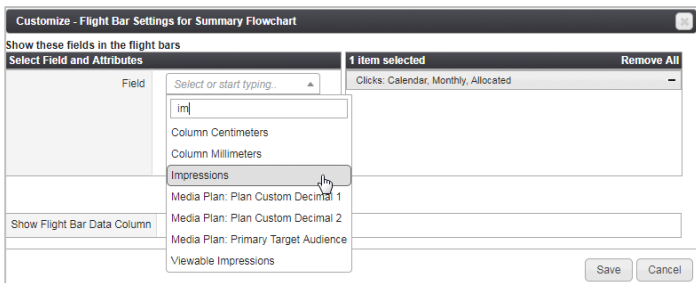 Customize - Flight Bar Settings for Summary Flowchart
Show these fields in the flight bars
Select Field and Attributes
1 item selected
Remove All
Field
Select or start typing..
Clicks: Calendar, Monthly, Allocated
im
Column Centimeters
Column Millimeters
Impressions
Media Plan: Plan Custom Decimal 1
Media Plan: Plan Custom Decimal 2
Show Flight Bar Data Column
Media Plan: Primary Target Audience
Viewable Impressions
Save
Cancel